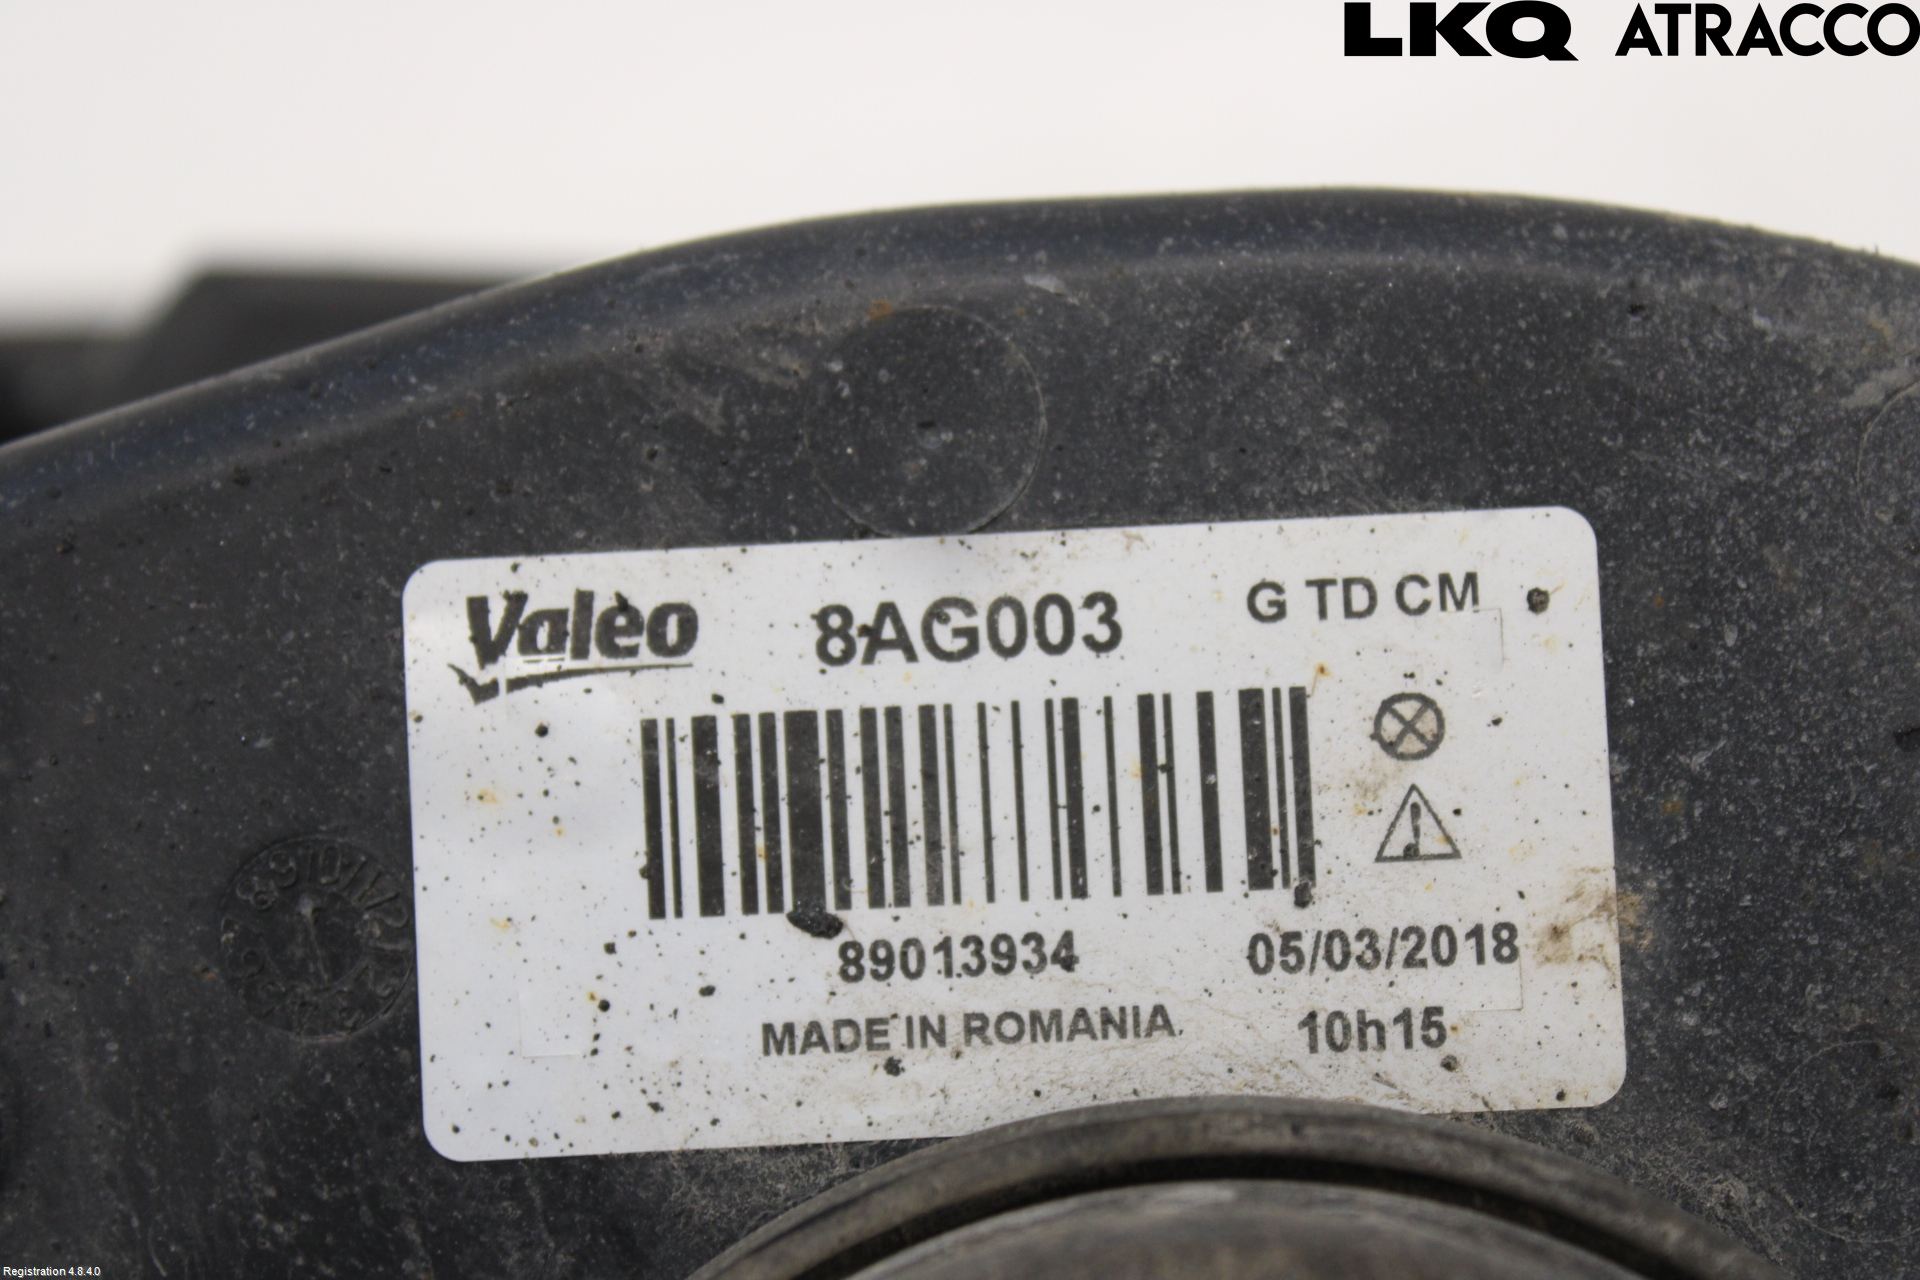 LKQ ATRACCO
Valeo
8AG003
G TD CM
89013934
05/03/2018
MADE IN ROMANIA
10h15
Registration 4.8.4.0